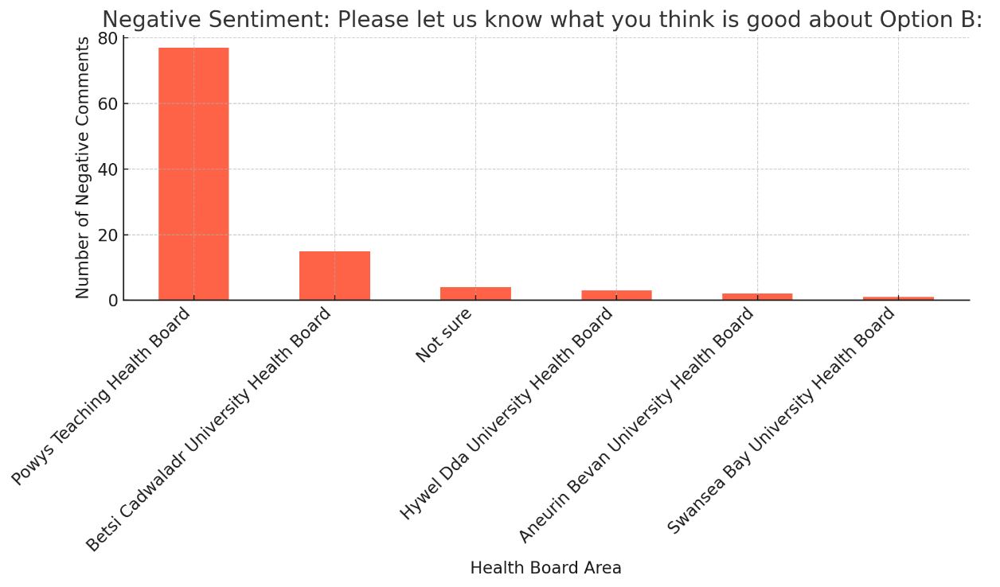 Negative Sentiment: Please let us know what you think is good about Option B:
Number of Negative Comments
80
60
40
20
0
Powys Teaching Health Board
Betsi Cadwaladr University Health Board
Not sure
Hywel Dda University Health Board
Aneurin Bevan University Health Board
Swansea Bay University Health Board
Health Board Area